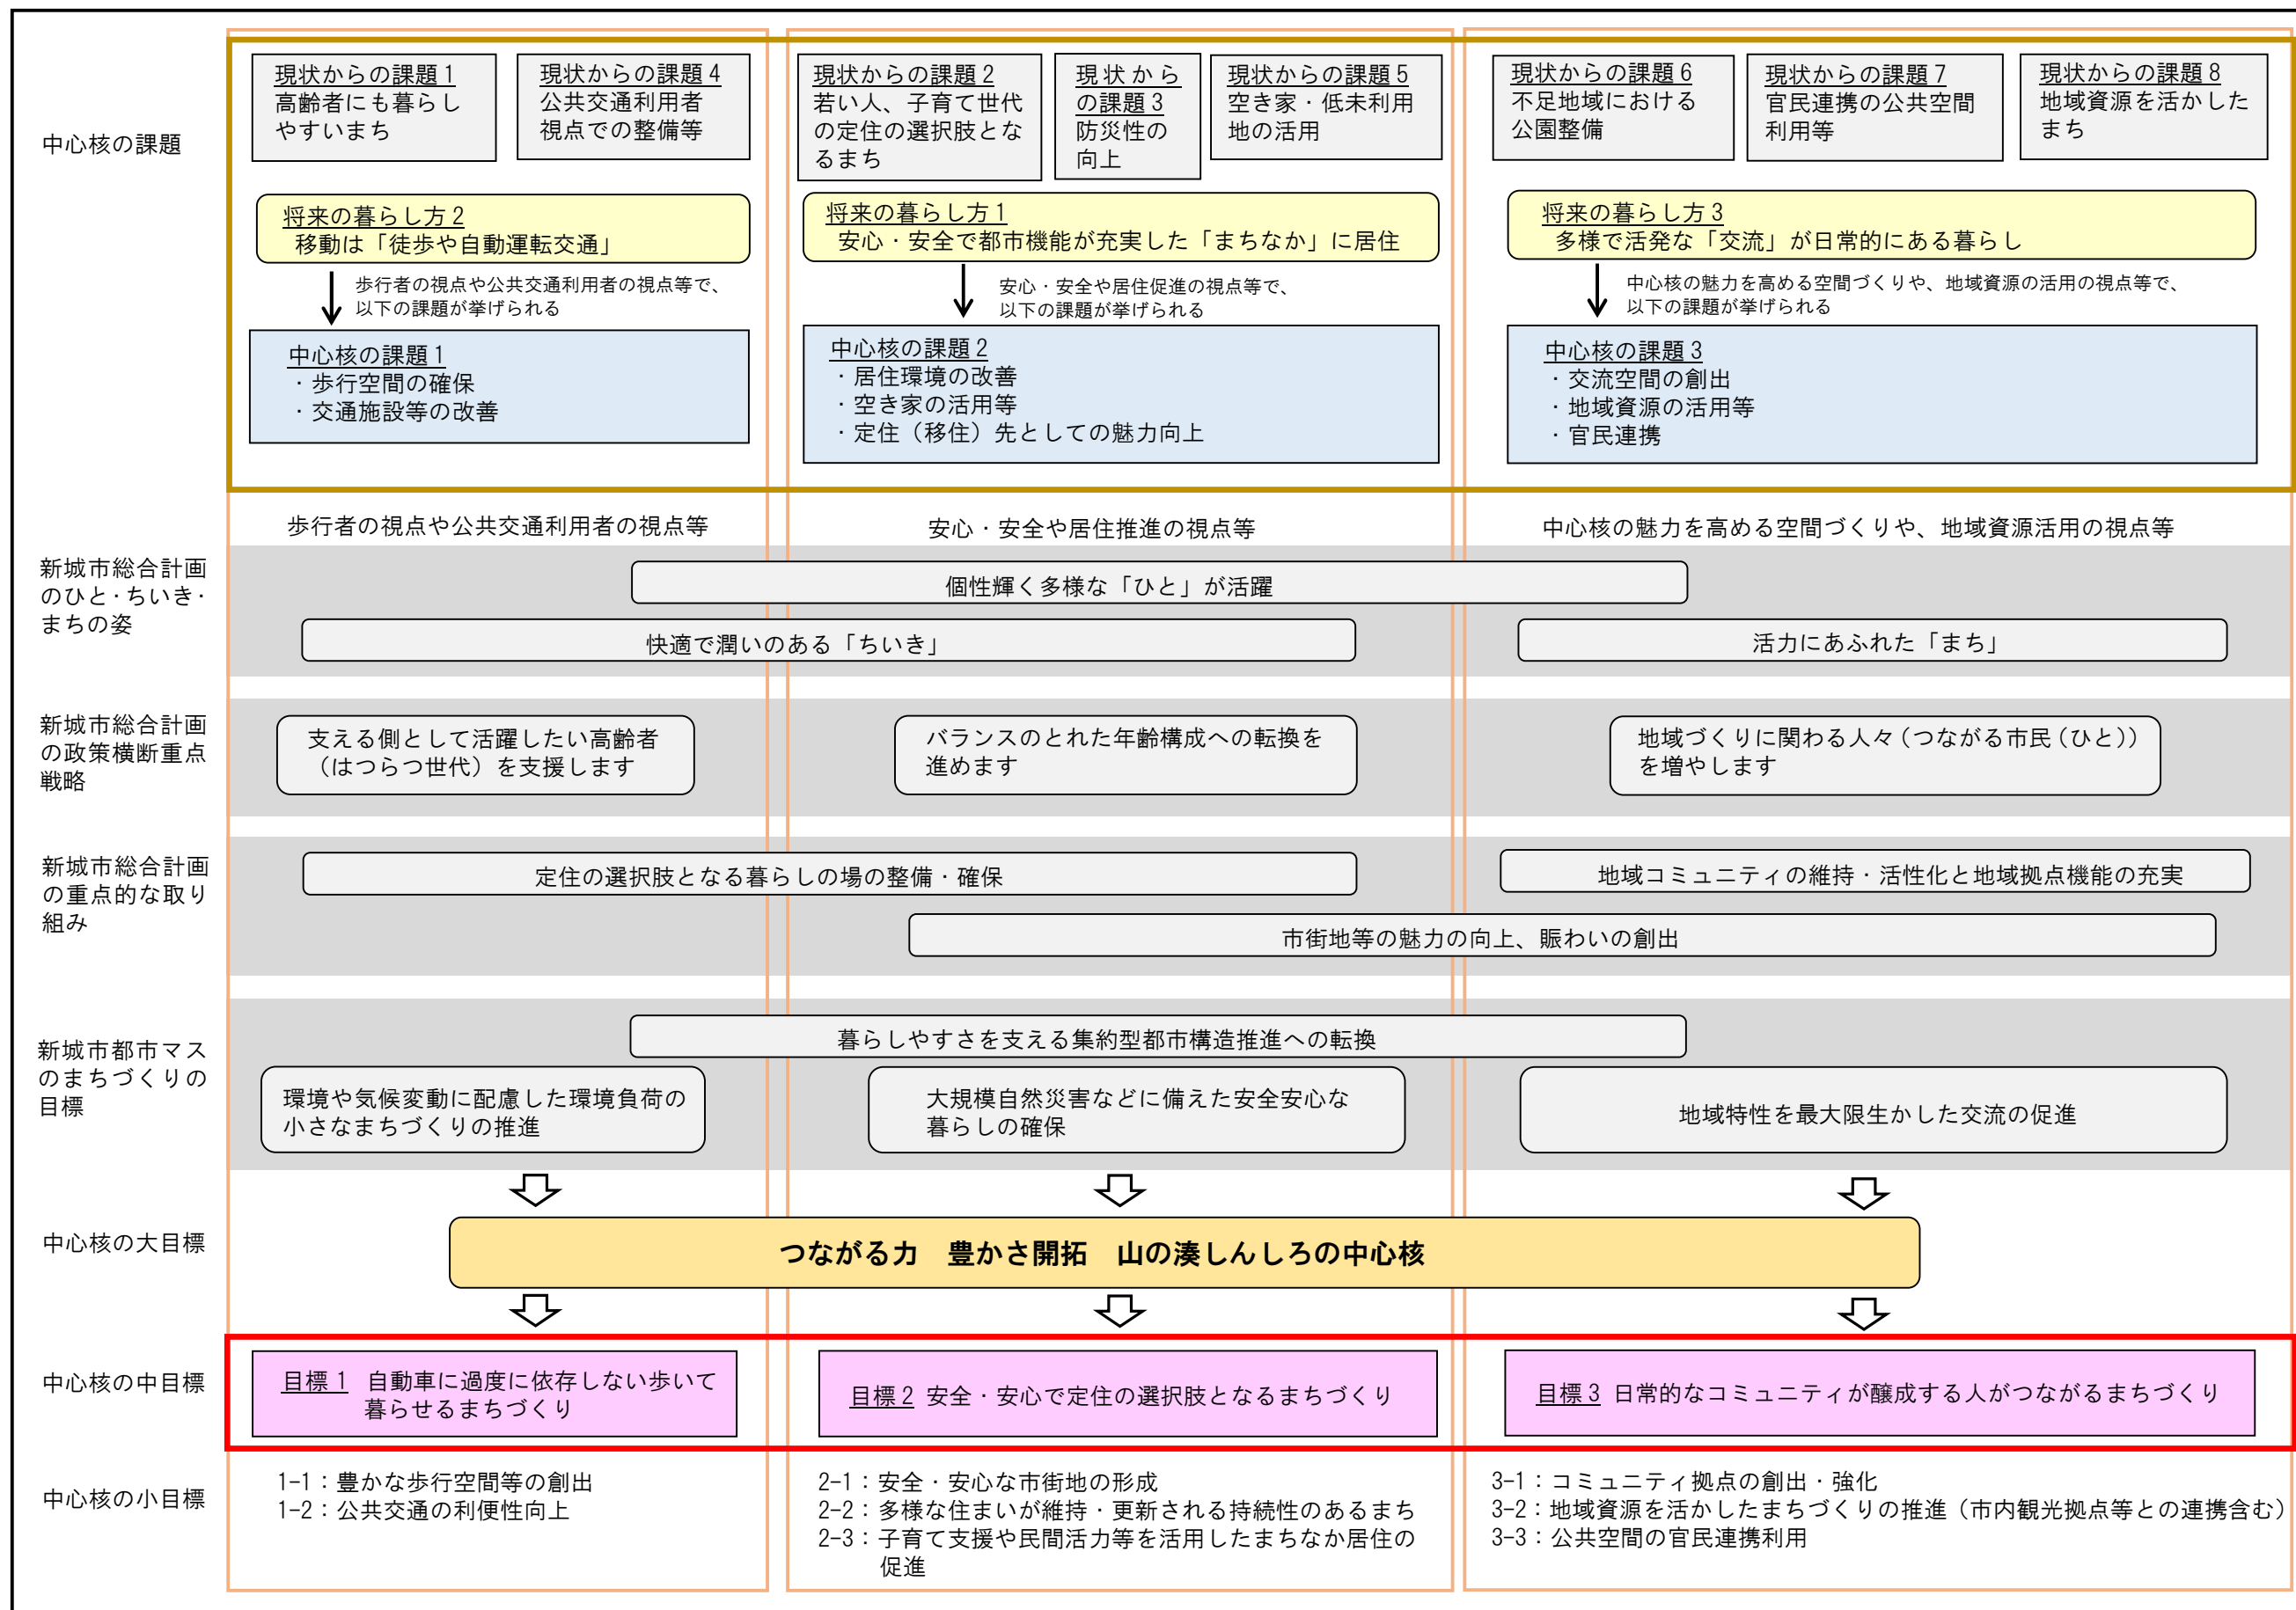 中心核の課題
現状からの課題1
高齢者にも暮らし
やすいまち
現状からの課題4
公共交通利用者
視点での整備等
現状からの課題2
若い人、子育て世代
の定住の選択肢とな
るまち
現状から
の課題3
防災性の
向上
現状からの課題5
空き家・低未利用
地の活用
現状からの課題6
不足地域における
公園整備
現状からの課題7
官民連携の公共空間
利用等
現状からの課題8
地域資源を活かした
まち
将来の暮らし方2
移動は「徒歩や自動運転交通」
将来の暮らし方1
安心・安全で都市機能が充実した「まちなか」に居住
将来の暮らし方3
多様で活発な「交流」が日常的にある暮らし
歩行者の視点や公共交通利用者の視点等で、
以下の課題が挙げられる
安心・安全や居住促進の視点等で、
以下の課題が挙げられる
中心核の魅力を高める空間づくりや、地域資源の活用の視点等で、
以下の課題が挙げられる
中心核の課題1
・歩行空間の確保
・交通施設等の改善
中心核の課題2
・居住環境の改善
・空き家の活用等
・定住（移住）先としての魅力向上
中心核の課題3
・交流空間の創出
・地域資源の活用等
・官民連携
歩行者の視点や公共交通利用者の視点等
安心・安全や居住推進の視点等
中心核の魅力を高める空間づくりや、地域資源活用の視点等
新城市総合計画
のひと・ちいき・
まちの姿
個性輝く多様な「ひと」が活躍
快適で潤いのある「ちいき」
活力にあふれた「まち」
新城市総合計画
の政策横断重点
戦略
支える側として活躍したい高齢者
（はつらつ世代）を支援します
バランスのとれた年齢構成への転換を
進めます
地域づくりに関わる人々（つながる市民（ひと））
を増やします
新城市総合計画
の重点的な取り
組み
定住の選択肢となる暮らしの場の整備・確保
地域コミュニティの維持・活性化と地域拠点機能の充実
市街地等の魅力の向上、賑わいの創出
新城市都市マス
のまちづくりの
目標
暮らしやすさを支える集約型都市構造推進への転換
環境や気候変動に配慮した環境負荷の
小さなまちづくりの推進
大規模自然災害などに備えた安全安心な
暮らしの確保
地域特性を最大限生かした交流の促進
中心核の大目標
つながる力　豊かさ開拓　山の湊しんしろの中心核
中心核の中目標
目標1 自動車に過度に依存しない歩いて
暮らせるまちづくり
目標2 安全・安心で定住の選択肢となるまちづくり
目標3 日常的なコミュニティが醸成する人がつながるまちづくり
中心核の小目標
1-1：豊かな歩行空間等の創出
1-2：公共交通の利便性向上
2-1：安全・安心な市街地の形成
2-2：多様な住まいが維持・更新される持続性のあるまち
2-3：子育て支援や民間活力等を活用したまちなか居住の
促進
3-1：コミュニティ拠点の創出・強化
3-2：地域資源を活かしたまちづくりの推進（市内観光拠点等との連携含む）
3-3：公共空間の官民連携利用